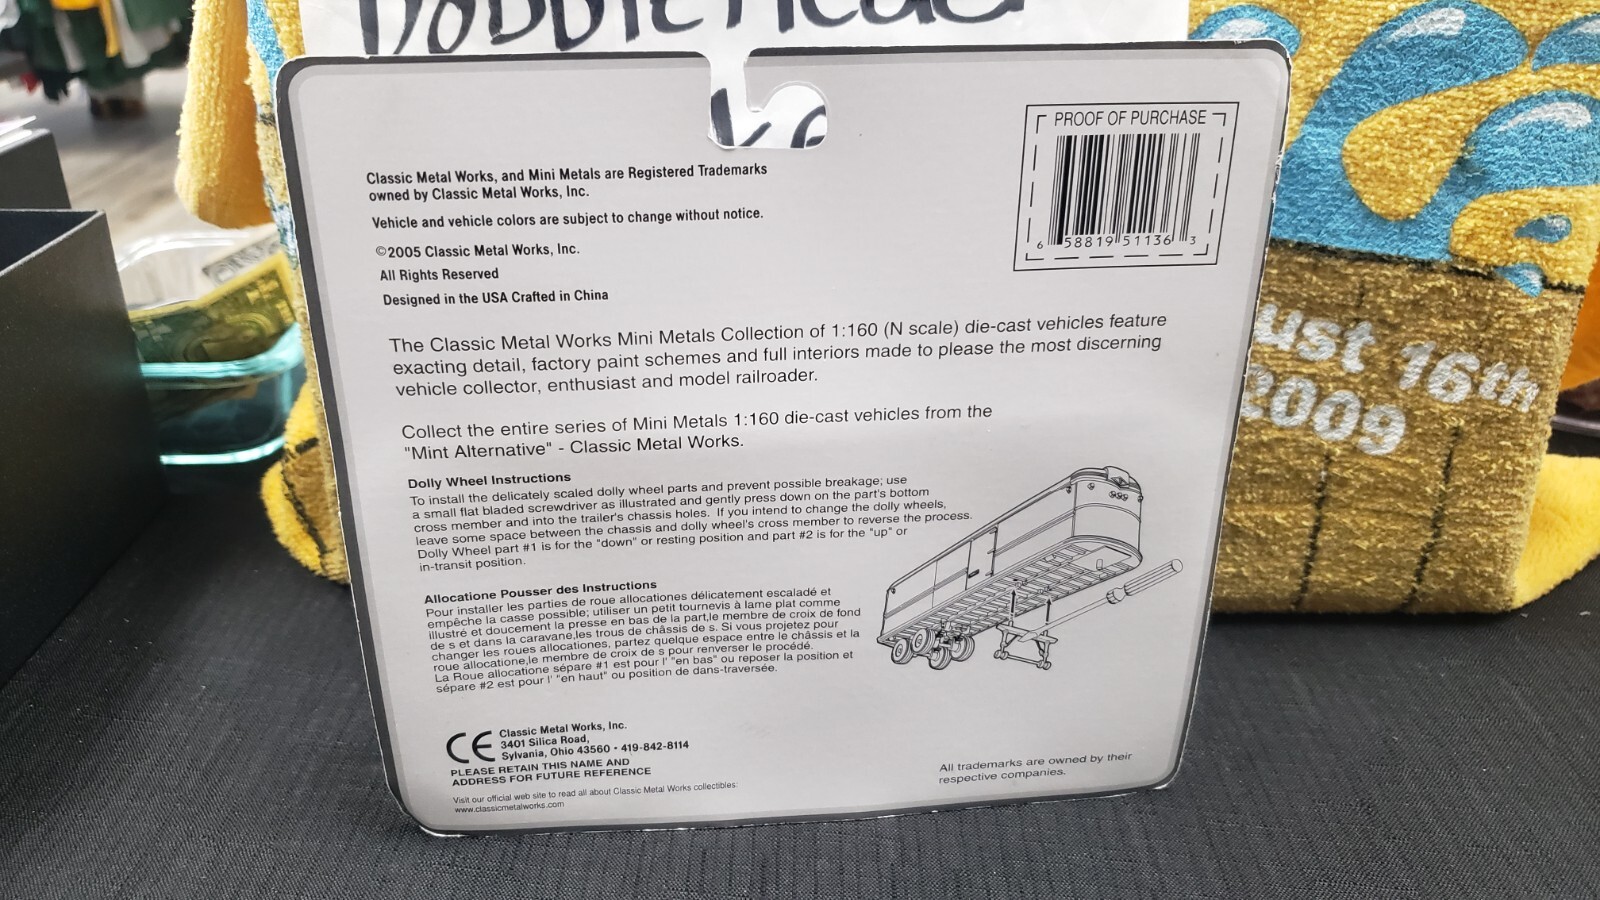 Bobble Head
PROOF OF PURCHASE
6 58819 51136 3
Classic Metal Works, and Mini Metals are Registered Trademarks
owned by Classic Metal Works, Inc.
Vehicle and vehicle colors are subject to change without notice.
©2005 Classic Metal Works, Inc.
All Rights Reserved
Designed in the USA Crafted in China
The Classic Metal Works Mini Metals Collection of 1:160 (N scale) die-cast vehicles feature
exacting detail, factory paint schemes and full interiors made to please the most discerning
vehicle collector, enthusiast and model railroader.
Collect the entire series of Mini Metals 1:160 die-cast vehicles from the
"Mint Alternative" - Classic Metal Works.
Dolly Wheel Instructions
To install the delicately scaled dolly wheel parts and prevent possible breakage; use
a small flat bladed screwdriver as illustrated and gently press down on the part's bottom
cross member and into the trailer's chassis holes. If you intend to change the dolly wheels,
leave some space between the chassis and dolly wheel's cross member to reverse the process.
Dolly Wheel part #1 is for the "down" or resting position and part #2 is for the "up" or
in-transit position.
Allocatione Pousser des Instructions
Pour installer les parties de roue allocationes délicatement escaladé et
empêche la casse possible; utiliser un petit tournevis à lame plat comme
illustré et doucement la presse en bas de la part,le membre de croix de fond
de s et dans la caravane,les trous de châssis de s. Si vous projetez pour
changer les roues allocationes, partez quelque espace entre le châssis et la
roue allocatione,le membre de croix de s pour renverser le procédé.
La Roue allocatione sépare #1 est pour l' "en bas" ou reposer la position et
sépare #2 est pour l' "en haut" ou position de dans-traversée.
CE
Classic Metal Works, Inc.
3401 Silica Road,
Sylvania, Ohio 43560 • 419-842-8114
PLEASE RETAIN THIS NAME AND
ADDRESS FOR FUTURE REFERENCE
Visit our official web site to read all about Classic Metal Works collectibles:
www.classicmetalworks.com
All trademarks are owned by their
respective companies.
ust 16th
2009